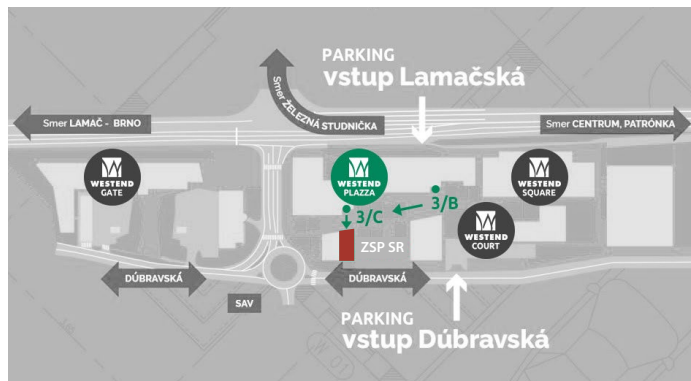 PARKING
vstup Lamačská
Smer ŽELEZNÁ STUDNIČKA
Smer LAMAČ - BRNO
Smer CENTRUM, PATRÓNKA
WESTEND
GATE
WESTEND
PLAZZA
WESTEND
SQUARE
3/B
3/C
WESTEND
COURT
ZSP SR
DÚBRAVSKÁ
DÚBRAVSKÁ
SAV
PARKING
vstup Dúbravská